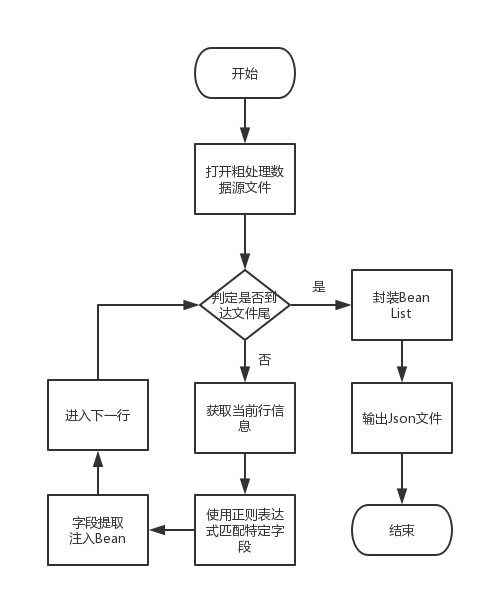 开始
打开粗处理数
据源文件
判定是否到
达文件尾
是
封装Bean
List
否
进入下一行
获取当前行信
息
输出Json文件
字段提取
注入Bean
使用正则表达
式匹配特定字
段
结束